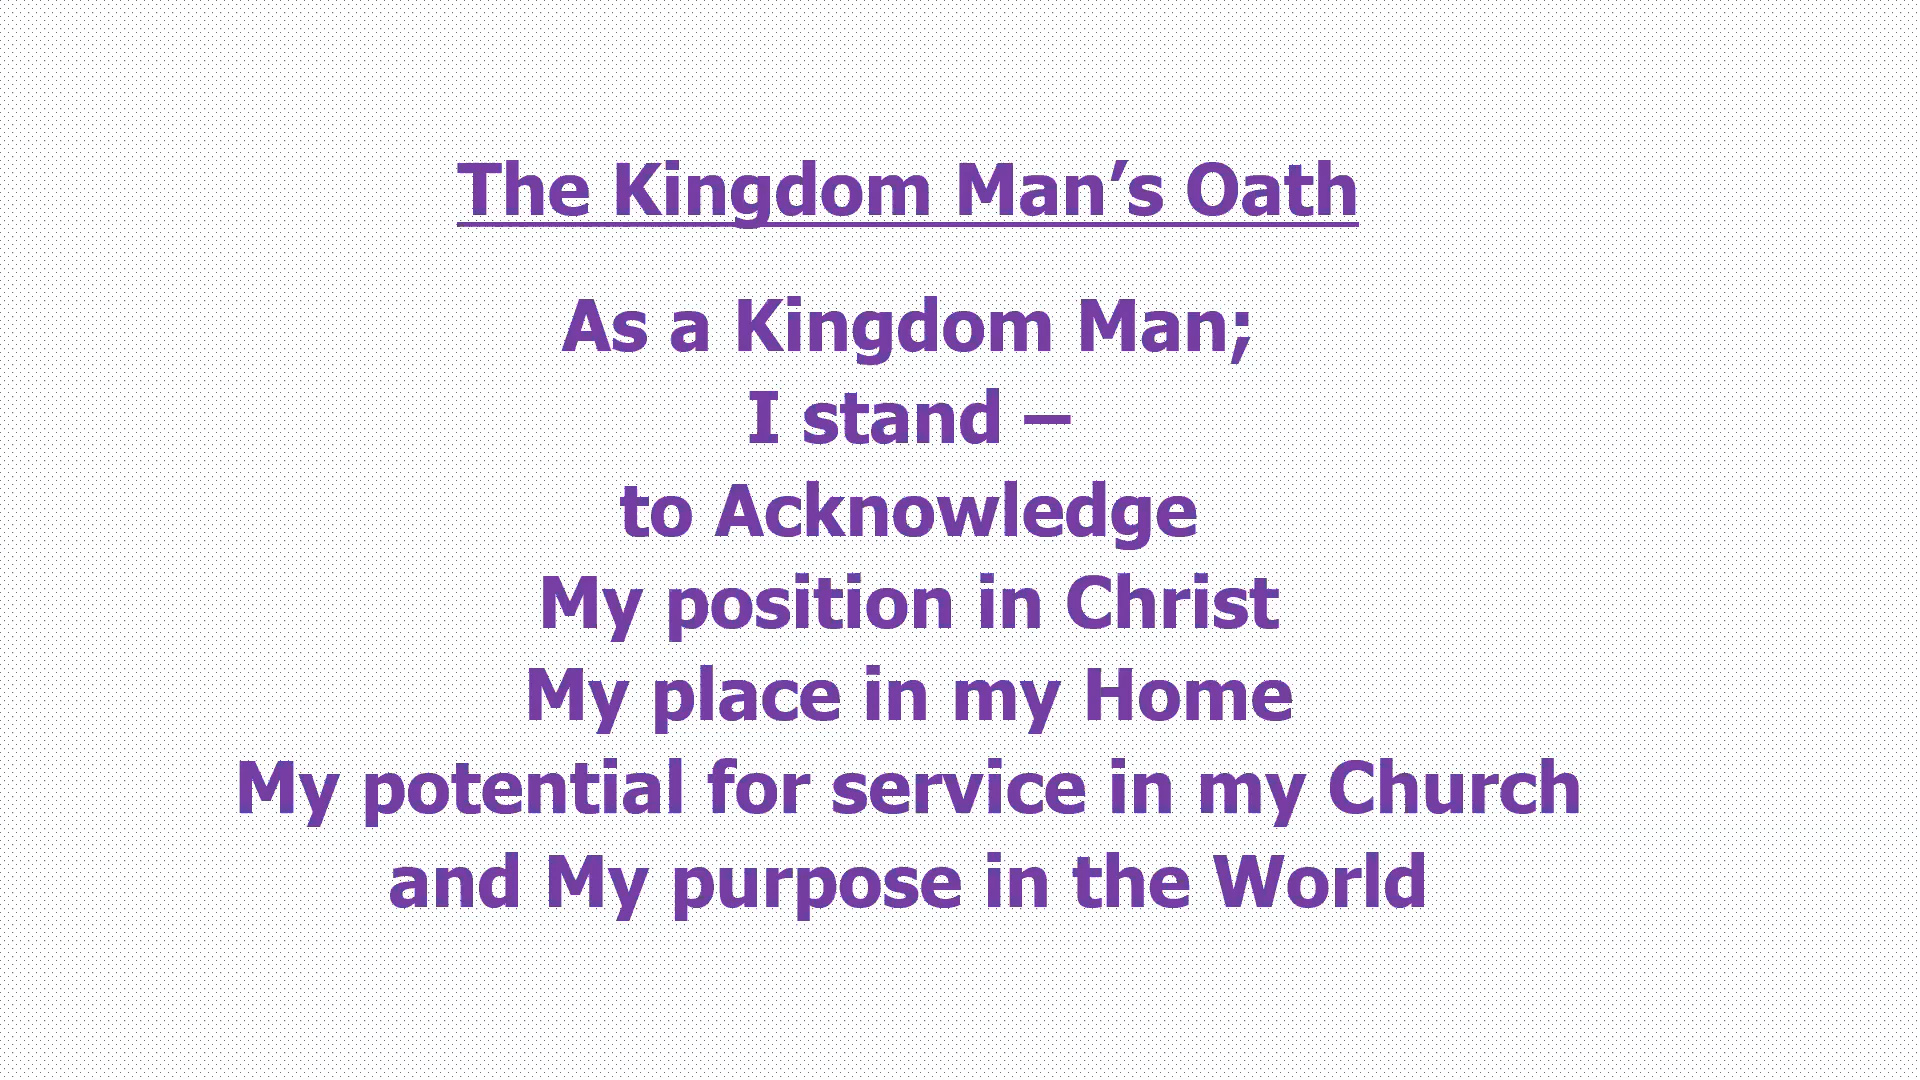 The Kingdom Man’s Oath
As a Kingdom Man;
I stand –
to Acknowledge
My position in Christ
My place in my Home
My potential for service in my Church
and My purpose in the World